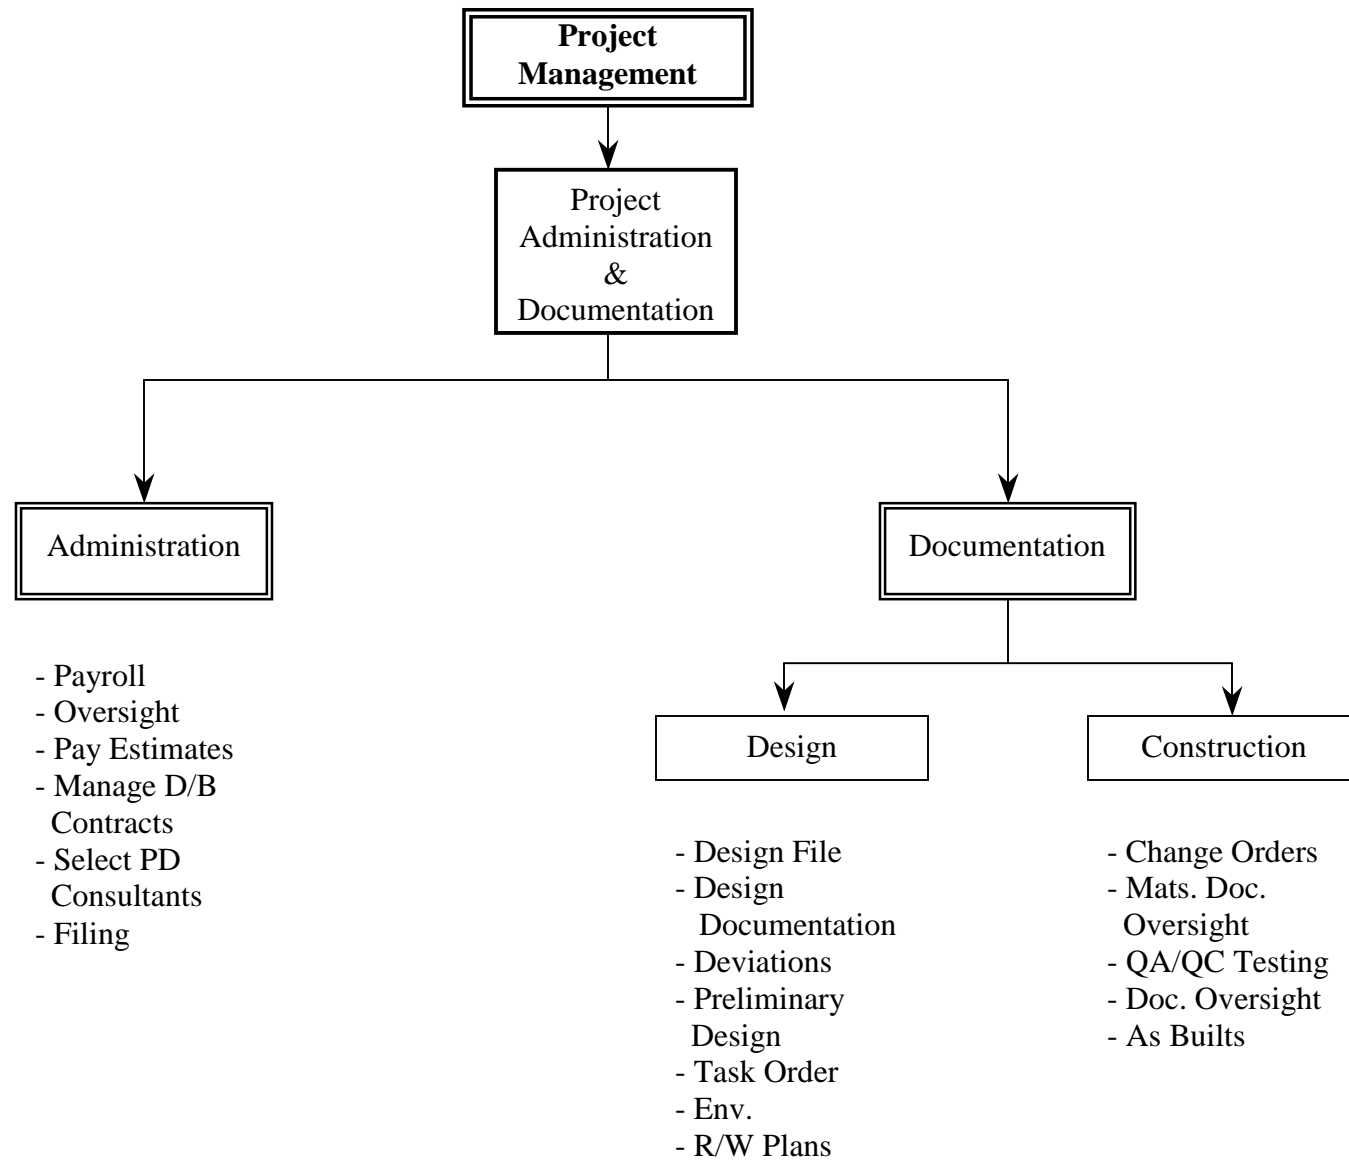 Project
Management
Project
Administration
&
Documentation
Administration
Documentation
- Payroll
- Oversight
- Pay Estimates
- Manage D/B
Contracts
- Select PD
Consultants
- Filing
Design
Construction
- Design File
- Design
Documentation
- Deviations
- Preliminary
Design
- Task Order
- Env.
- R/W Plans
- Change Orders
- Mats. Doc.
Oversight
- QA/QC Testing
- Doc. Oversight
- As Builts